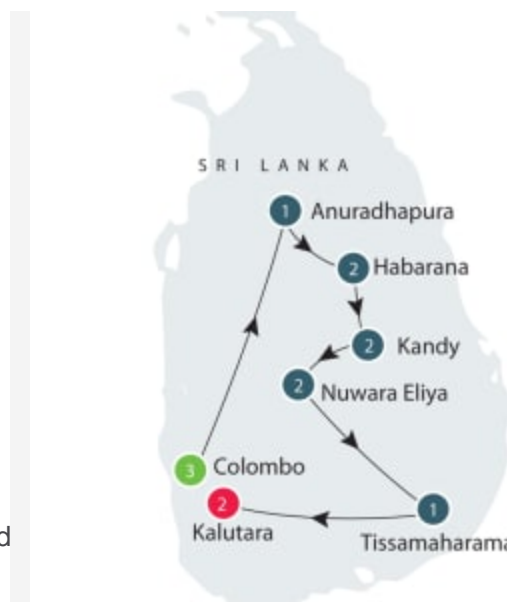 SRI LANKA
1 Anuradhapura
2 Habarana
2 Kandy
2 Nuwara Eliya
3 Colombo
2
Kalutara
1
Tissamaharama
d